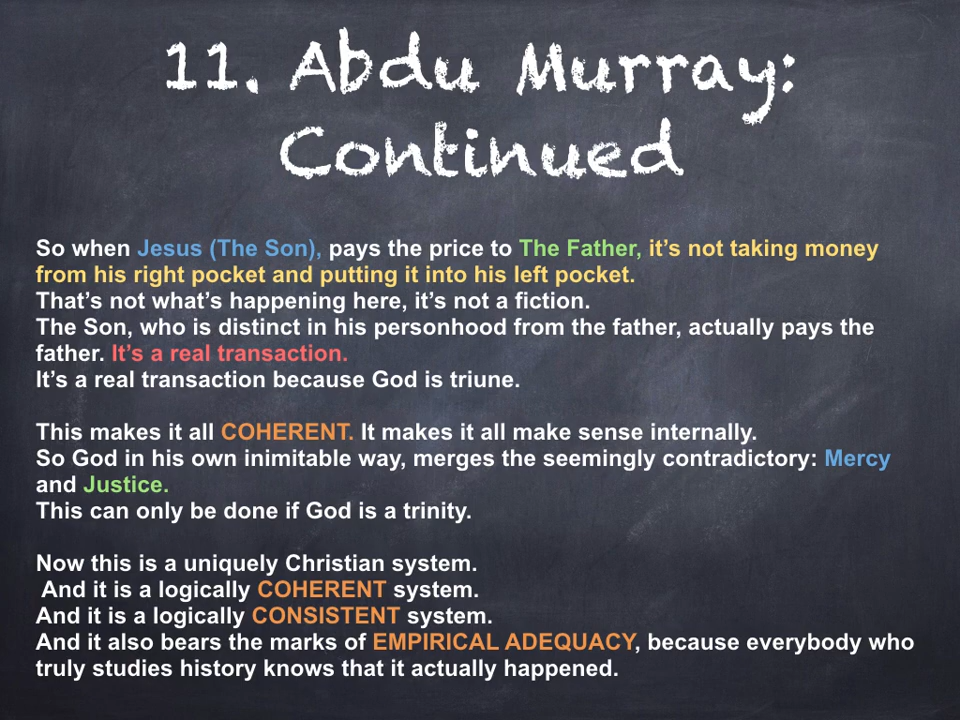 11. Abdu Murray:
Continued
So when Jesus (The Son), pays the price to The Father, it’s not taking money
from his right pocket and putting it into his left pocket.
That’s not what’s happening here, it’s not a fiction.
The Son, who is distinct in his personhood from the father, actually pays the
father. It’s a real transaction.
It’s a real transaction because God is triune.
This makes it all COHERENT. It makes it all make sense internally.
So God in his own inimitable way, merges the seemingly contradictory: Mercy
and Justice.
This can only be done if God is a trinity.
Now this is a uniquely Christian system.
And it is a logically COHERENT system.
And it is a logically CONSISTENT system.
And it also bears the marks of EMPIRICAL ADEQUACY, because everybody who
truly studies history knows that it actually happened.